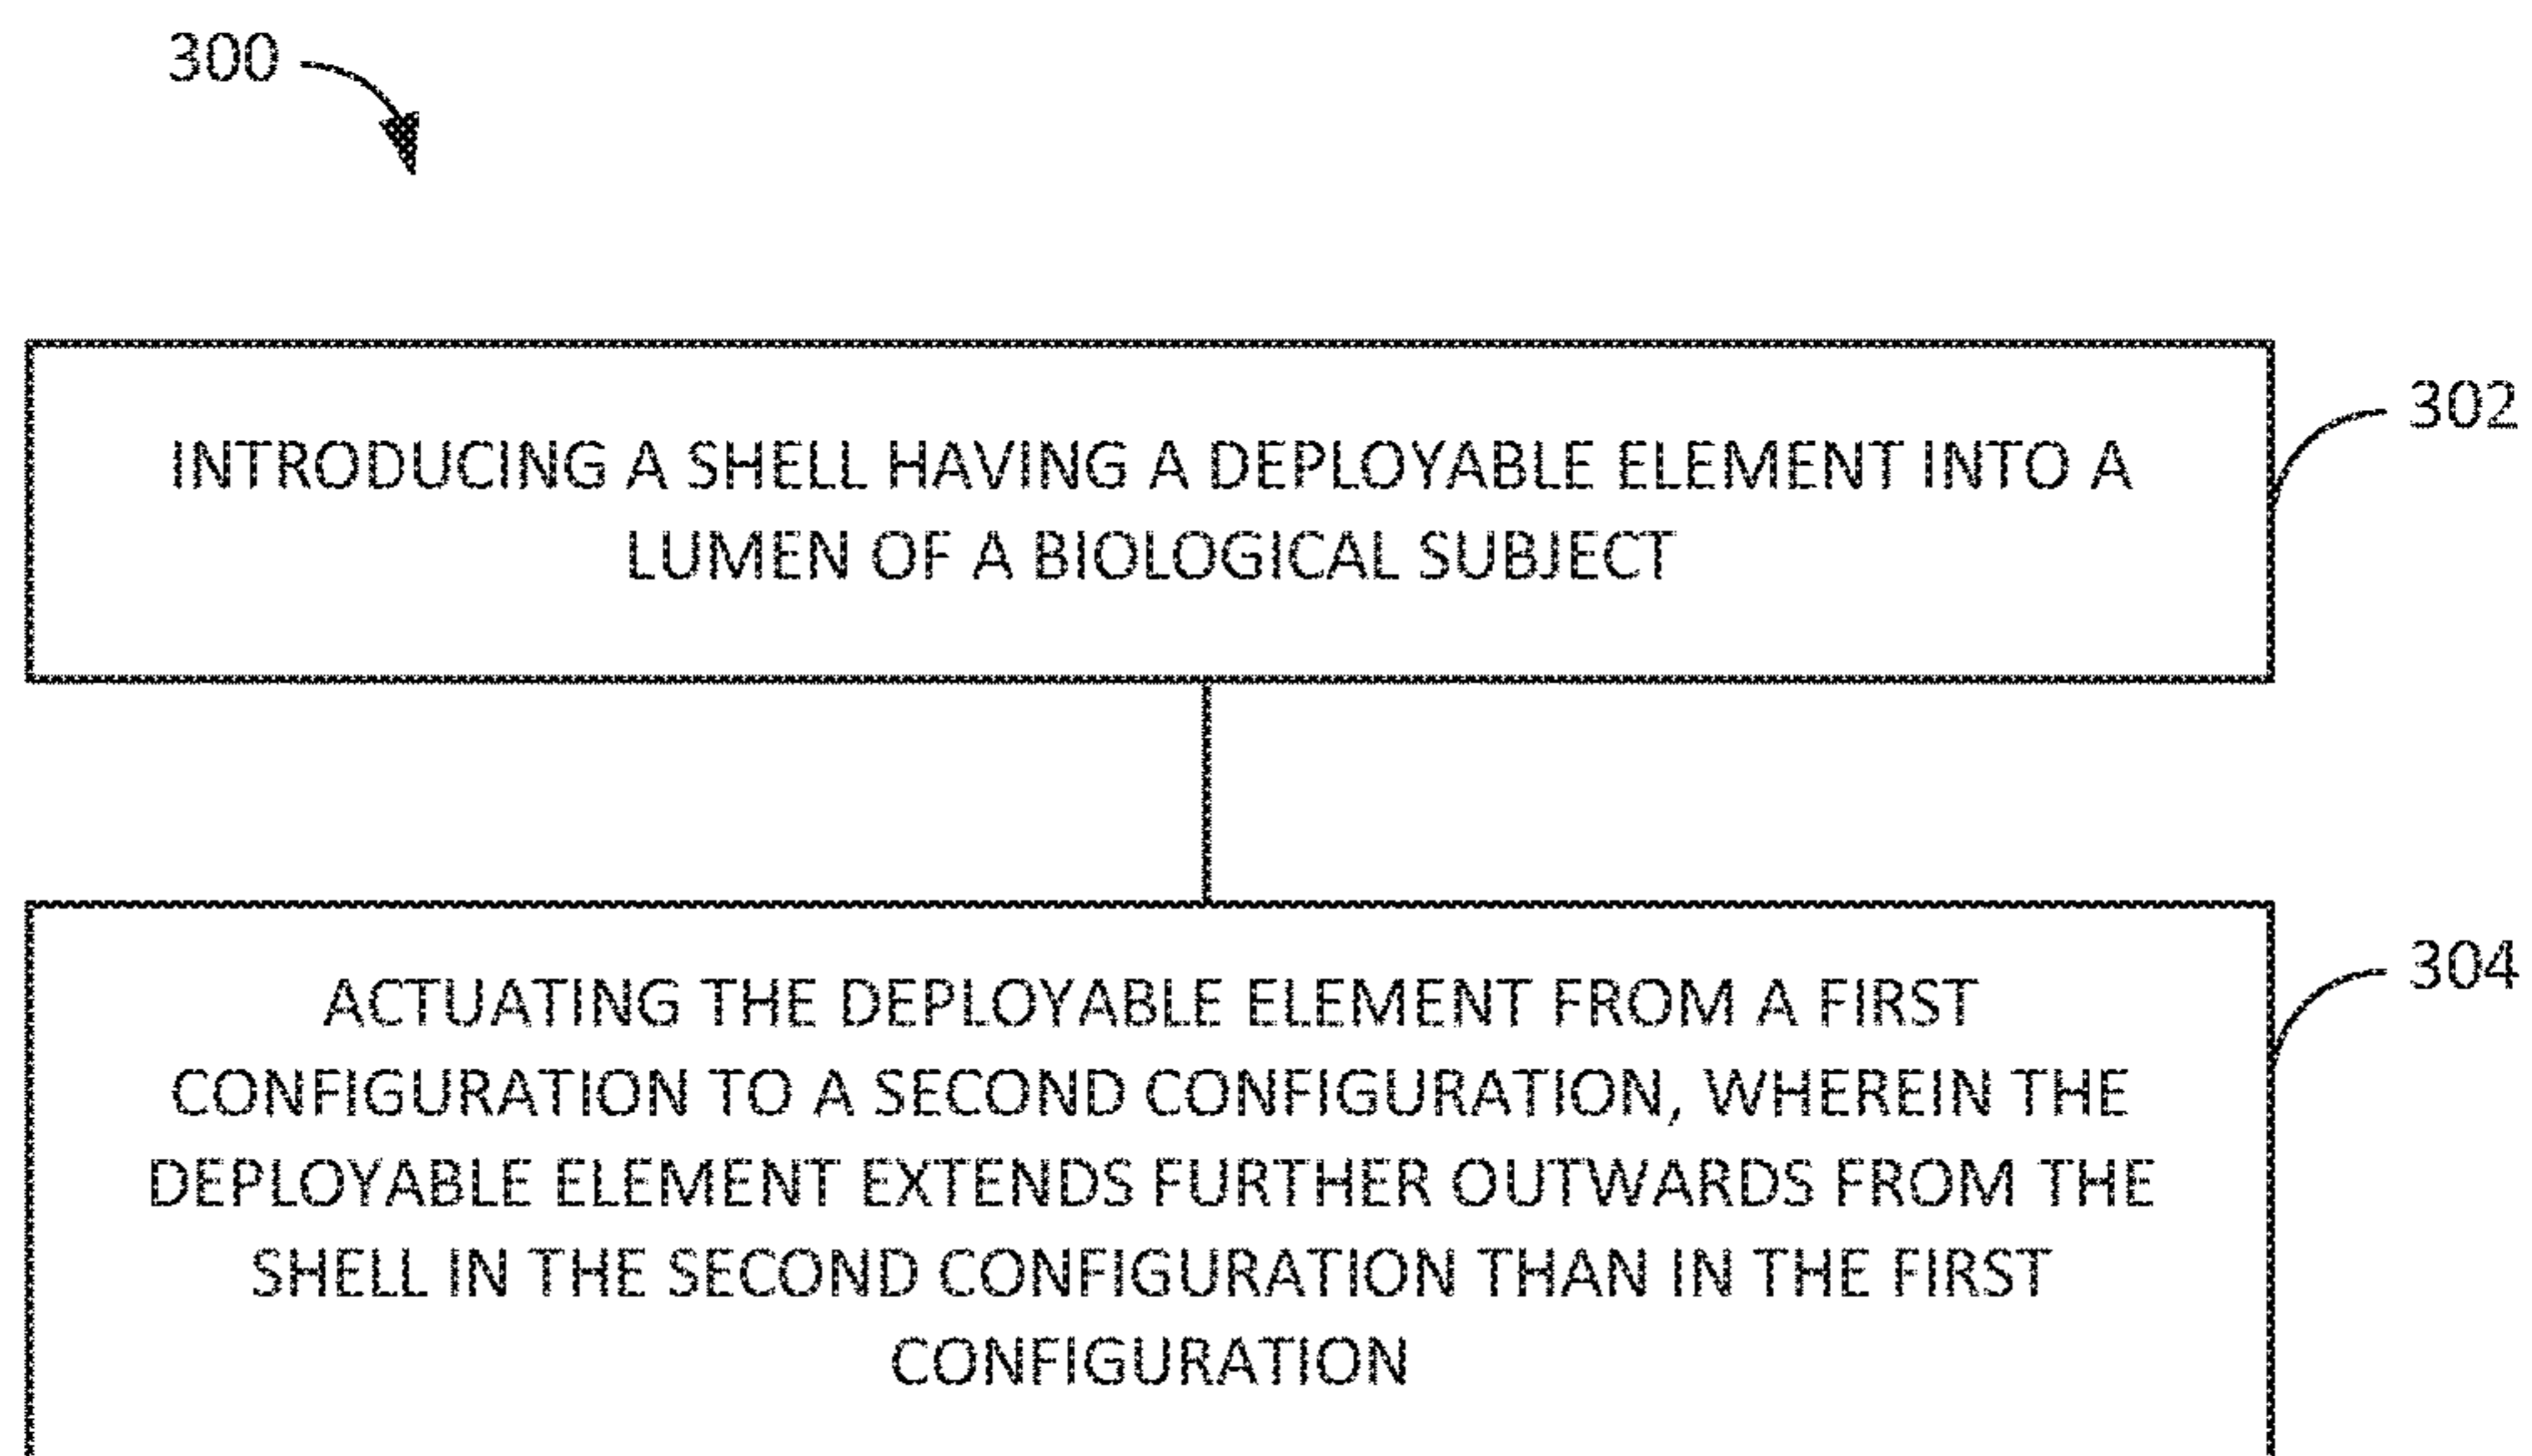 300
302
INTRODUCING A SHELL HAVING A DEPLOYABLE ELEMENT INTO A
LUMEN OF A BIOLOGICAL SUBJECT
304
ACTUATING THE DEPLOYABLE ELEMENT FROM A FIRST
CONFIGURATION TO A SECOND CONFIGURATION, WHEREIN THE
DEPLOYABLE ELEMENT EXTENDS FURTHER OUTWARDS FROM THE
SHELL IN THE SECOND CONFIGURATION THAN IN THE FIRST
CONFIGURATION